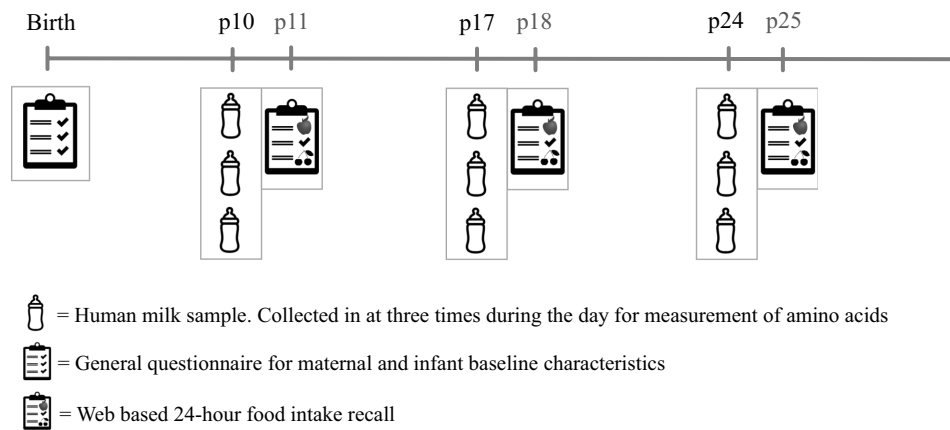 Birth p10 p11 p17 p18 p24 p25
= Human milk sample. Collected in at three times during the day for measurement of amino acids
= General questionnaire for maternal and infant baseline characteristics
= Web based 24-hour food intake recall